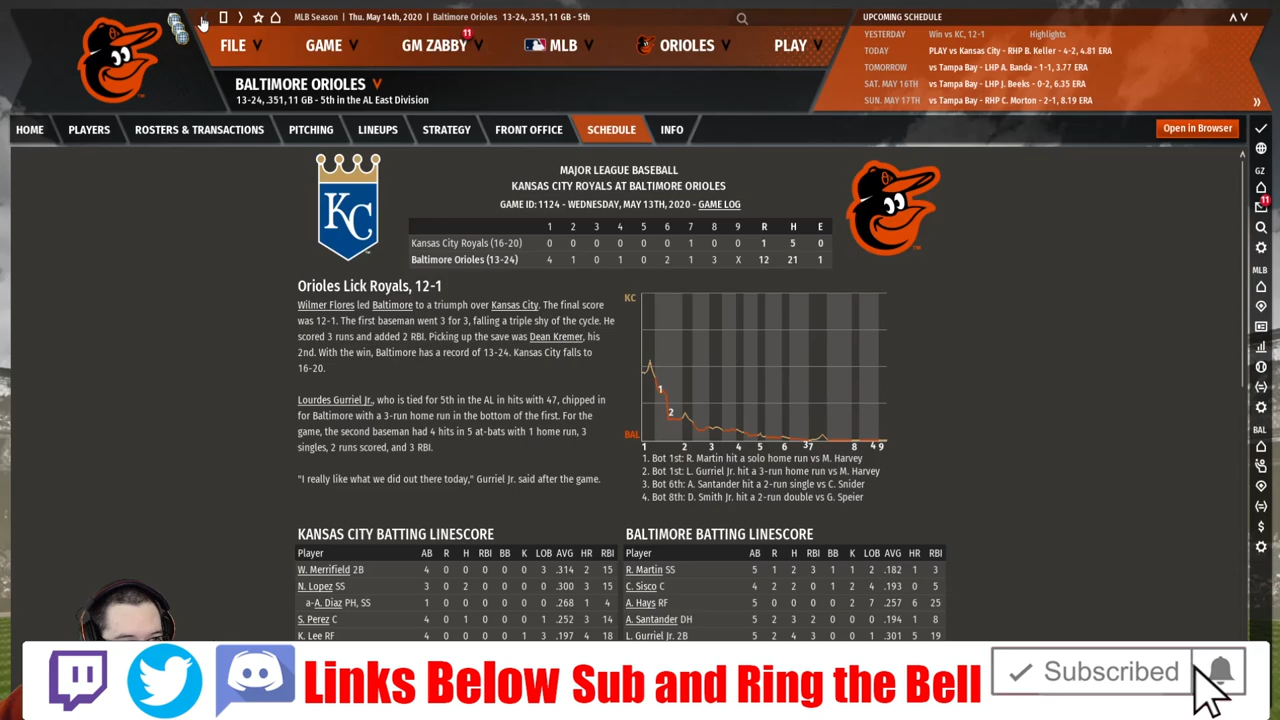 MLB Season | Thu. May 14th, 2020 | Baltimore Orioles 13-24, .351, 11 GB - 5th
UPCOMING SCHEDULE
YESTERDAY Win vs KC, 12-1 Highlights
TODAY PLAY vs Kansas City - RHP B. Keller - 4-2, 4.81 ERA
TOMORROW vs Tampa Bay - LHP A. Banda - 1-1, 3.77 ERA
SAT. MAY 16TH vs Tampa Bay - LHP J. Beeks - 0-2, 6.35 ERA
SUN. MAY 17TH vs Tampa Bay - RHP C. Morton - 2-1, 8.19 ERA
FILE GAME GM ZABBY 11 MLB ORIOLES PLAY
BALTIMORE ORIOLES
13-24, .351, 11 GB - 5th in the AL East Division
HOME PLAYERS ROSTERS & TRANSACTIONS PITCHING LINEUPS STRATEGY FRONT OFFICE SCHEDULE INFO Open in Browser
GZ
11
MLB
BAL
KC
MAJOR LEAGUE BASEBALL
KANSAS CITY ROYALS AT BALTIMORE ORIOLES
GAME ID: 1124 - WEDNESDAY, MAY 13TH, 2020 - GAME LOG
1 2 3 4 5 6 7 8 9 R H E
Kansas City Royals (16-20) 0 0 0 0 0 0 1 0 0 1 5 0
Baltimore Orioles (13-24) 4 1 0 1 0 2 1 3 X 12 21 1
Orioles Lick Royals, 12-1
Wilmer Flores led Baltimore to a triumph over Kansas City. The final score
was 12-1. The first baseman went 3 for 3, falling a triple shy of the cycle. He
scored 3 runs and added 2 RBI. Picking up the save was Dean Kremer, his
2nd. With the win, Baltimore has a record of 13-24. Kansas City falls to
16-20.
Lourdes Gurriel Jr., who is tied for 5th in the AL in hits with 47, chipped in
for Baltimore with a 3-run home run in the bottom of the first. For the
game, the second baseman had 4 hits in 5 at-bats with 1 home run, 3
singles, 2 runs scored, and 3 RBI.
"I really like what we did out there today," Gurriel Jr. said after the game.
KC
1
2
BAL
1 2 3 4 5 6 37 8 4 9
1. Bot 1st: R. Martin hit a solo home run vs M. Harvey
2. Bot 1st: L. Gurriel Jr. hit a 3-run home run vs M. Harvey
3. Bot 6th: A. Santander hit a 2-run single vs C. Snider
4. Bot 8th: D. Smith Jr. hit a 2-run double vs G. Speier
KANSAS CITY BATTING LINESCORE
Player AB R H RBI BB K LOB AVG HR RBI
W. Merrifield 2B 4 0 0 0 0 0 3 .314 2 15
N. Lopez SS 3 0 2 0 0 0 0 .300 3 15
a-A. Diaz PH, SS 1 0 0 0 0 0 0 .268 1 4
S. Perez C 4 0 1 0 0 0 1 .252 3 14
K. Lee RF 4 0 0 0 0 1 3 .197 4 18
BALTIMORE BATTING LINESCORE
Player AB R H RBI BB K LOB AVG HR RBI
R. Martin SS 5 1 2 3 1 1 2 .182 1 3
C. Sisco C 4 2 2 0 1 2 4 .193 0 5
A. Hays RF 5 0 0 0 0 2 7 .257 6 25
A. Santander DH 5 2 3 2 0 0 4 .194 1 8
L. Gurriel Jr. 2B 5 2 4 3 0 0 1 .301 5 19
Links Below Sub and Ring the Bell
Subscribed